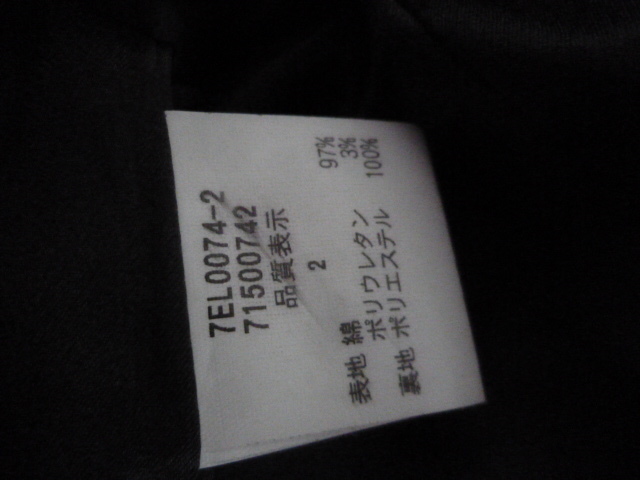 7EL0074-2
71500742
品質表示
2
表地 綿 97%
ポリウレタン 3%
裏地 ポリエステル 100%